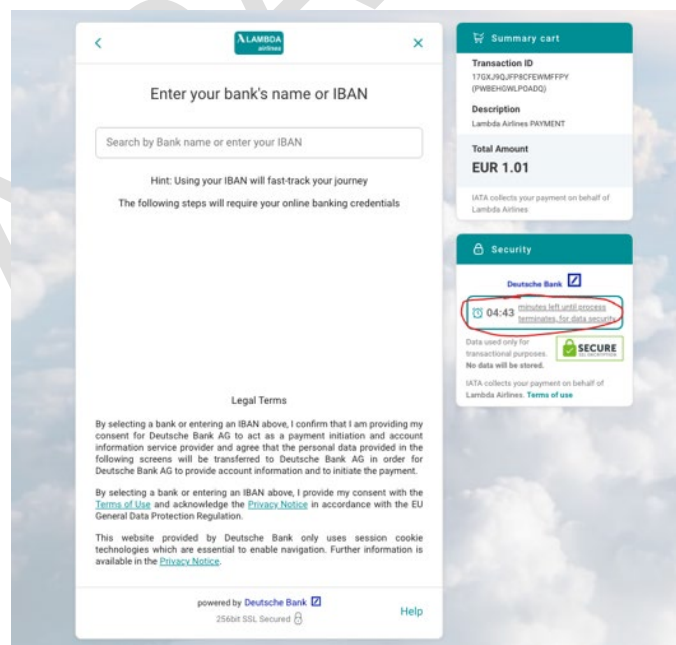 LAMBDA
airlines
Enter your bank's name or IBAN
Search by Bank name or enter your IBAN
Hint: Using your IBAN will fast-track your journey
The following steps will require your online banking credentials
Legal Terms
By selecting a bank or entering an IBAN above, I confirm that I am providing my
consent for Deutsche Bank AG to act as a payment initiation and account
information service provider and agree that the personal data provided in the
following screens will be transferred to Deutsche Bank AG in order for
Deutsche Bank AG to provide account information and to initiate the payment.
By selecting a bank or entering an IBAN above, I provide my consent with the
Terms of Use and acknowledge the Privacy Notice in accordance with the EU
General Data Protection Regulation.
This website provided by Deutsche Bank only uses session cookie
technologies which are essential to enable navigation. Further information is
available in the Privacy Notice.
powered by Deutsche Bank
256bit SSL Secured
Help
Summary cart
Transaction ID
17GXJ9QJFP8CFEWMFFPY
(PWBEHGWLPOADQ)
Description
Lambda Airlines PAYMENT
Total Amount
EUR 1.01
IATA collects your payment on behalf of
Lambda Airlines
Security
Deutsche Bank
04:43 minutes left until process
terminates, for data security
Data used only for
transactional purposes.
No data will be stored.
SECURE
SSL ENCRYPTION
IATA collects your payment on behalf of
Lambda Airlines. Terms of use